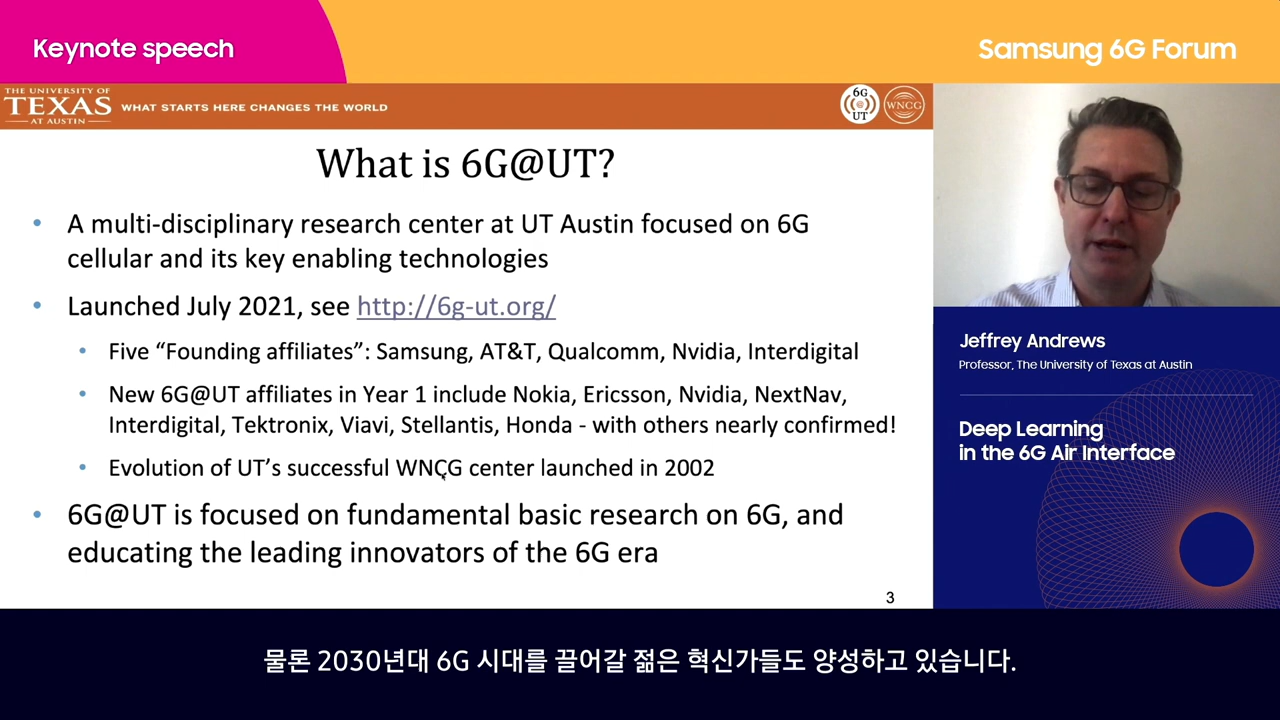 Keynote speech
Samsung 6G Forum
THE UNIVERSITY OF
TEXAS
AT AUSTIN
WHAT STARTS HERE CHANGES THE WORLD
6G
UT
WNCG
What is 6G@UT?
• A multi-disciplinary research center at UT Austin focused on 6G
cellular and its key enabling technologies
• Launched July 2021, see http://6g-ut.org/
• Five “Founding affiliates”: Samsung, AT&T, Qualcomm, Nvidia, Interdigital
• New 6G@UT affiliates in Year 1 include Nokia, Ericsson, Nvidia, NextNav,
Interdigital, Tektronix, Viavi, Stellantis, Honda - with others nearly confirmed!
• Evolution of UT’s successful WNCG center launched in 2002
• 6G@UT is focused on fundamental basic research on 6G, and
educating the leading innovators of the 6G era
3
Jeffrey Andrews
Professor, The University of Texas at Austin
Deep Learning
in the 6G Air Interface
물론 2030년대 6G 시대를 끌어갈 젊은 혁신가들도 양성하고 있습니다.